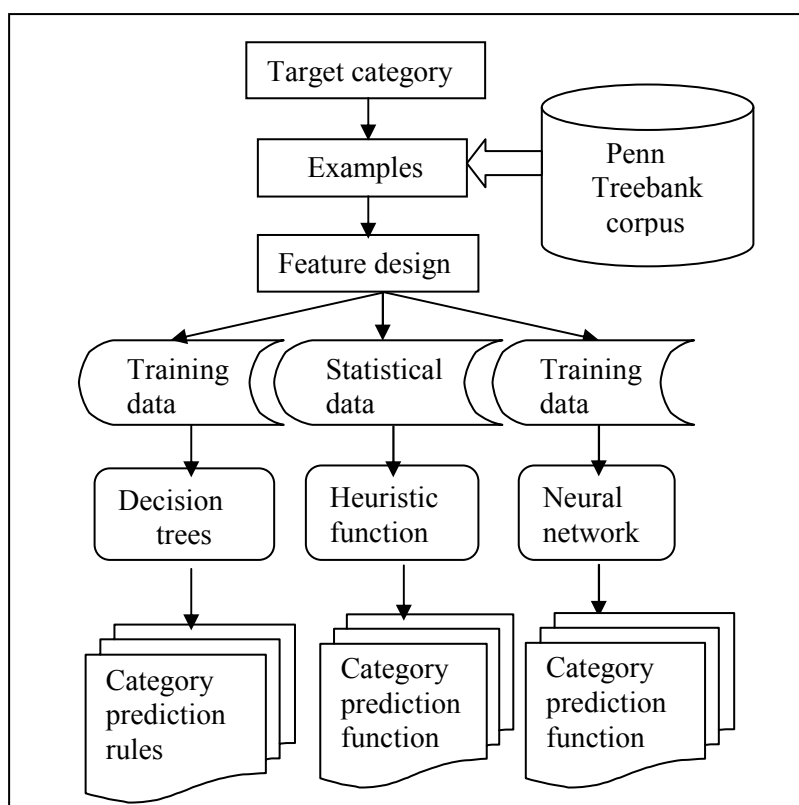 Target category
Examples
Penn
Treebank
corpus
Feature design
Training
data
Statistical
data
Training
data
Decision
trees
Heuristic
function
Neural
network
Category
prediction
rules
Category
prediction
function
Category
prediction
function